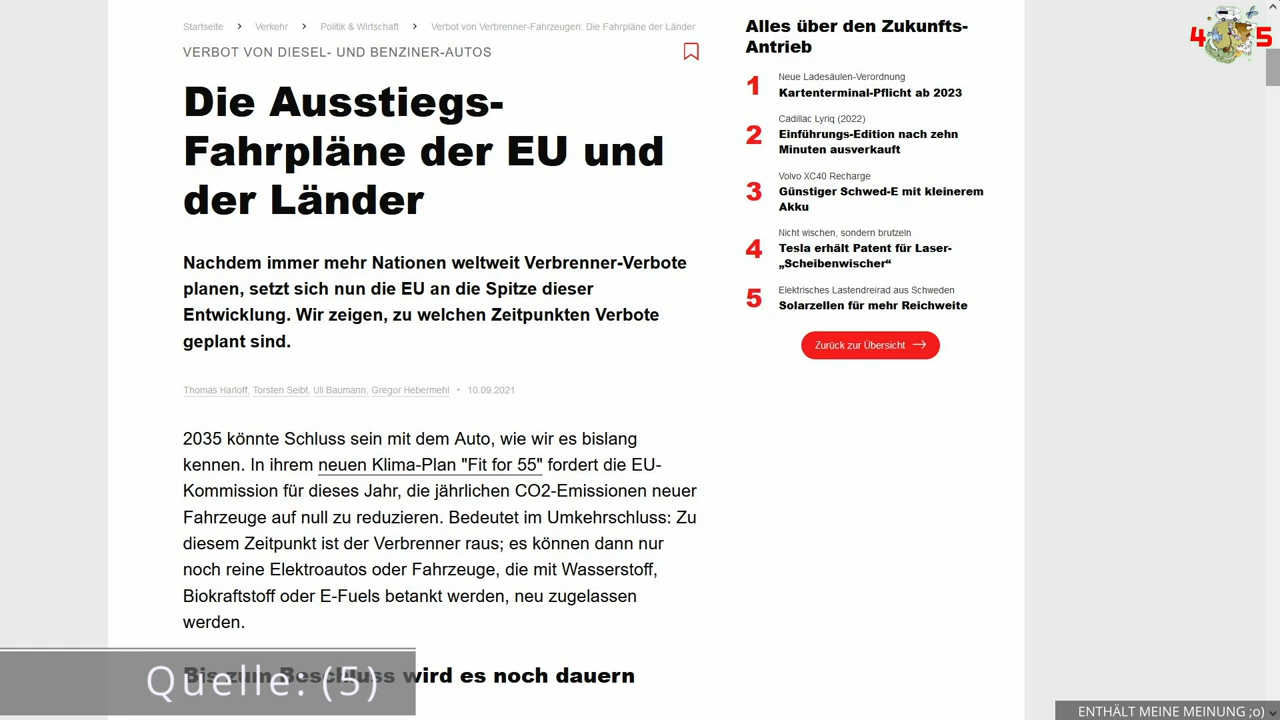 Startseite > Verkehr > Politik & Wirtschaft > Verbot von Verbrenner-Fahrzeugen: Die Fahrpläne der Länder
VERBOT VON DIESEL- UND BENZINER-AUTOS
Die Ausstiegs-
Fahrpläne der EU und
der Länder
Nachdem immer mehr Nationen weltweit Verbrenner-Verbote
planen, setzt sich nun die EU an die Spitze dieser
Entwicklung. Wir zeigen, zu welchen Zeitpunkten Verbote
geplant sind.
Thomas Harloff, Torsten Seibt, Uli Baumann, Gregor Hebermehl • 10.09.2021
2035 könnte Schluss sein mit dem Auto, wie wir es bislang
kennen. In ihrem neuen Klima-Plan "Fit for 55" fordert die EU-
Kommission für dieses Jahr, die jährlichen CO2-Emissionen neuer
Fahrzeuge auf null zu reduzieren. Bedeutet im Umkehrschluss: Zu
diesem Zeitpunkt ist der Verbrenner raus; es können dann nur
noch reine Elektroautos oder Fahrzeuge, die mit Wasserstoff,
Biokraftstoff oder E-Fuels betankt werden, neu zugelassen
werden.
Bis zum Beschluss wird es noch dauern
Quelle: (5)
Alles über den Zukunfts-
Antrieb
1 Neue Ladesäulen-Verordnung
Kartenterminal-Pflicht ab 2023
2 Cadillac Lyriq (2022)
Einführungs-Edition nach zehn
Minuten ausverkauft
3 Volvo XC40 Recharge
Günstiger Schwed-E mit kleinerem
Akku
4 Nicht wischen, sondern brutzeln
Tesla erhält Patent für Laser-
„Scheibenwischer“
5 Elektrisches Lastendreirad aus Schweden
Solarzellen für mehr Reichweite
Zurück zur Übersicht
4 5
ENTHÄLT MEINE MEINUNG ;o)